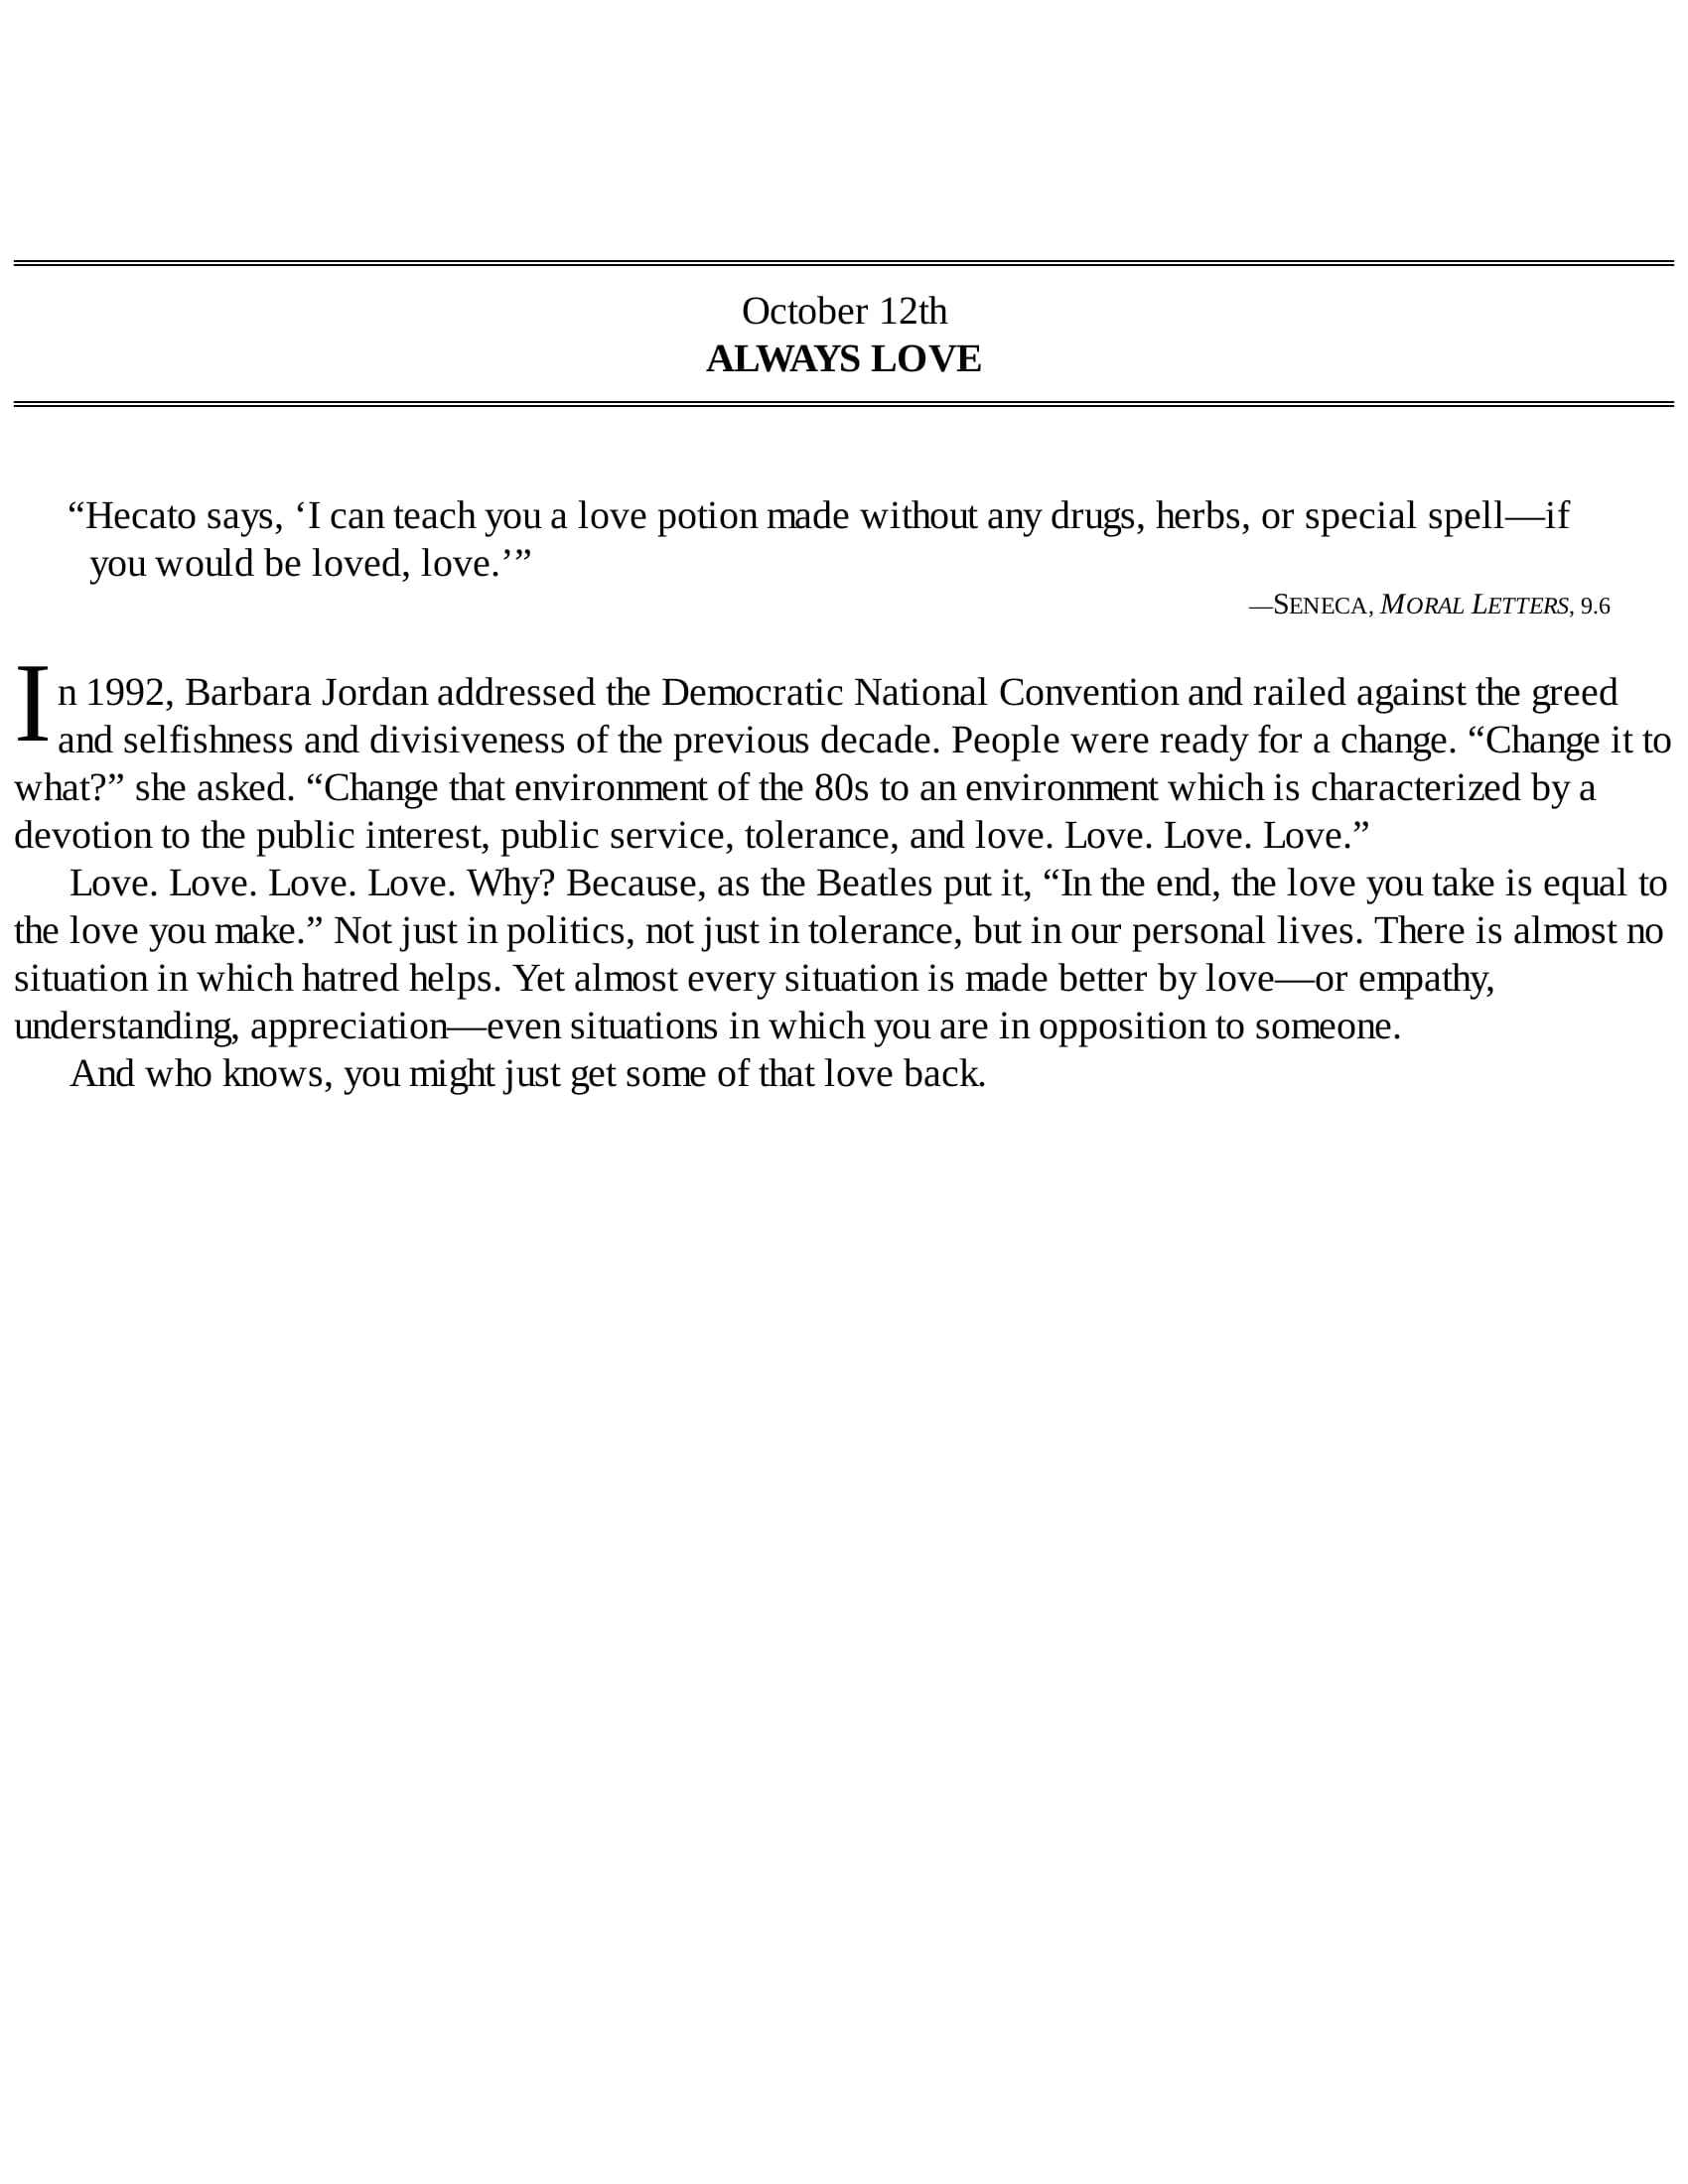 October 12th
ALWAYS LOVE
“Hecato says, ‘I can teach you a love potion made without any drugs, herbs, or special spell—if
you would be loved, love.’”
—SENECA, MORAL LETTERS, 9.6
In 1992, Barbara Jordan addressed the Democratic National Convention and railed against the greed
and selfishness and divisiveness of the previous decade. People were ready for a change. “Change it to
what?” she asked. “Change that environment of the 80s to an environment which is characterized by a
devotion to the public interest, public service, tolerance, and love. Love. Love. Love.”
Love. Love. Love. Love. Why? Because, as the Beatles put it, “In the end, the love you take is equal to
the love you make.” Not just in politics, not just in tolerance, but in our personal lives. There is almost no
situation in which hatred helps. Yet almost every situation is made better by love—or empathy,
understanding, appreciation—even situations in which you are in opposition to someone.
And who knows, you might just get some of that love back.